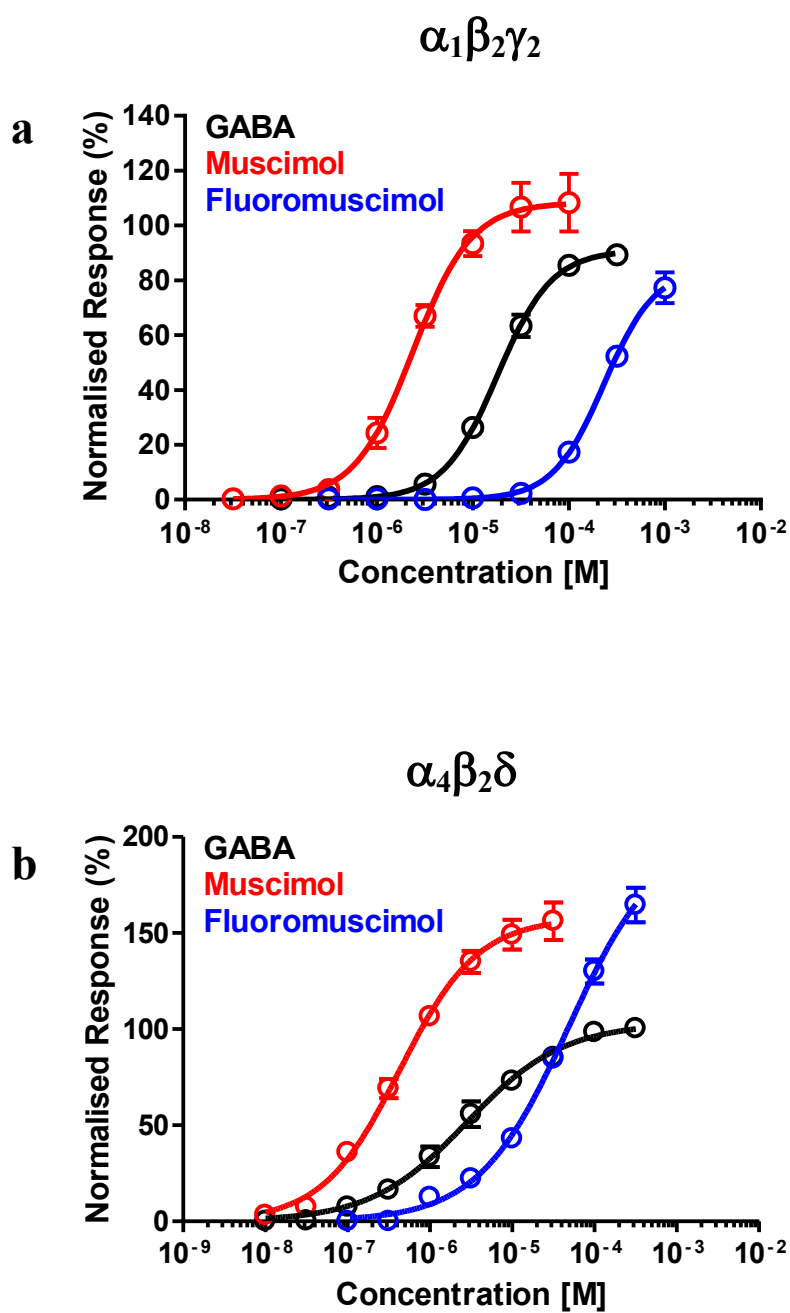 α₁β₂γ₂
a
Normalised Response (%)
140
120
100
80
60
40
20
0
GABA
Muscimol
Fluoromuscimol
10⁻⁸ 10⁻⁷ 10⁻⁶ 10⁻⁵ 10⁻⁴ 10⁻³ 10⁻²
Concentration [M]
α₄β₂δ
b
Normalised Response (%)
200
150
100
50
0
GABA
Muscimol
Fluoromuscimol
10⁻⁹ 10⁻⁸ 10⁻⁷ 10⁻⁶ 10⁻⁵ 10⁻⁴ 10⁻³ 10⁻²
Concentration [M]